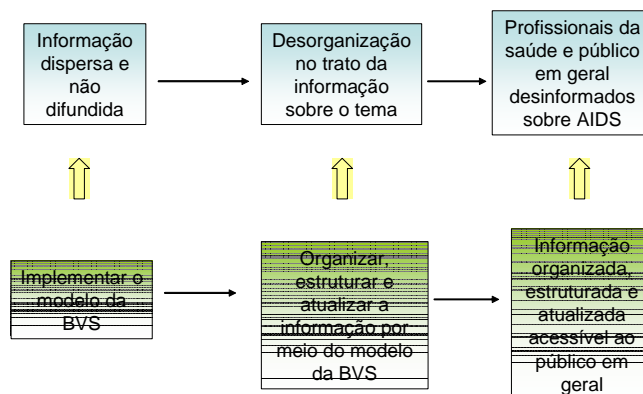 Informação
dispersa e
não
difundida
Desorganização
no trato da
informação
sobre o tema
Profissionais da
saúde e público
em geral
desinformados
sobre AIDS
Implementar o
modelo da
BVS
Organizar,
estruturar e
atualizar a
informação por
meio do modelo
da BVS
Informação
organizada,
estruturada e
atualizada
acessível ao
público em
geral